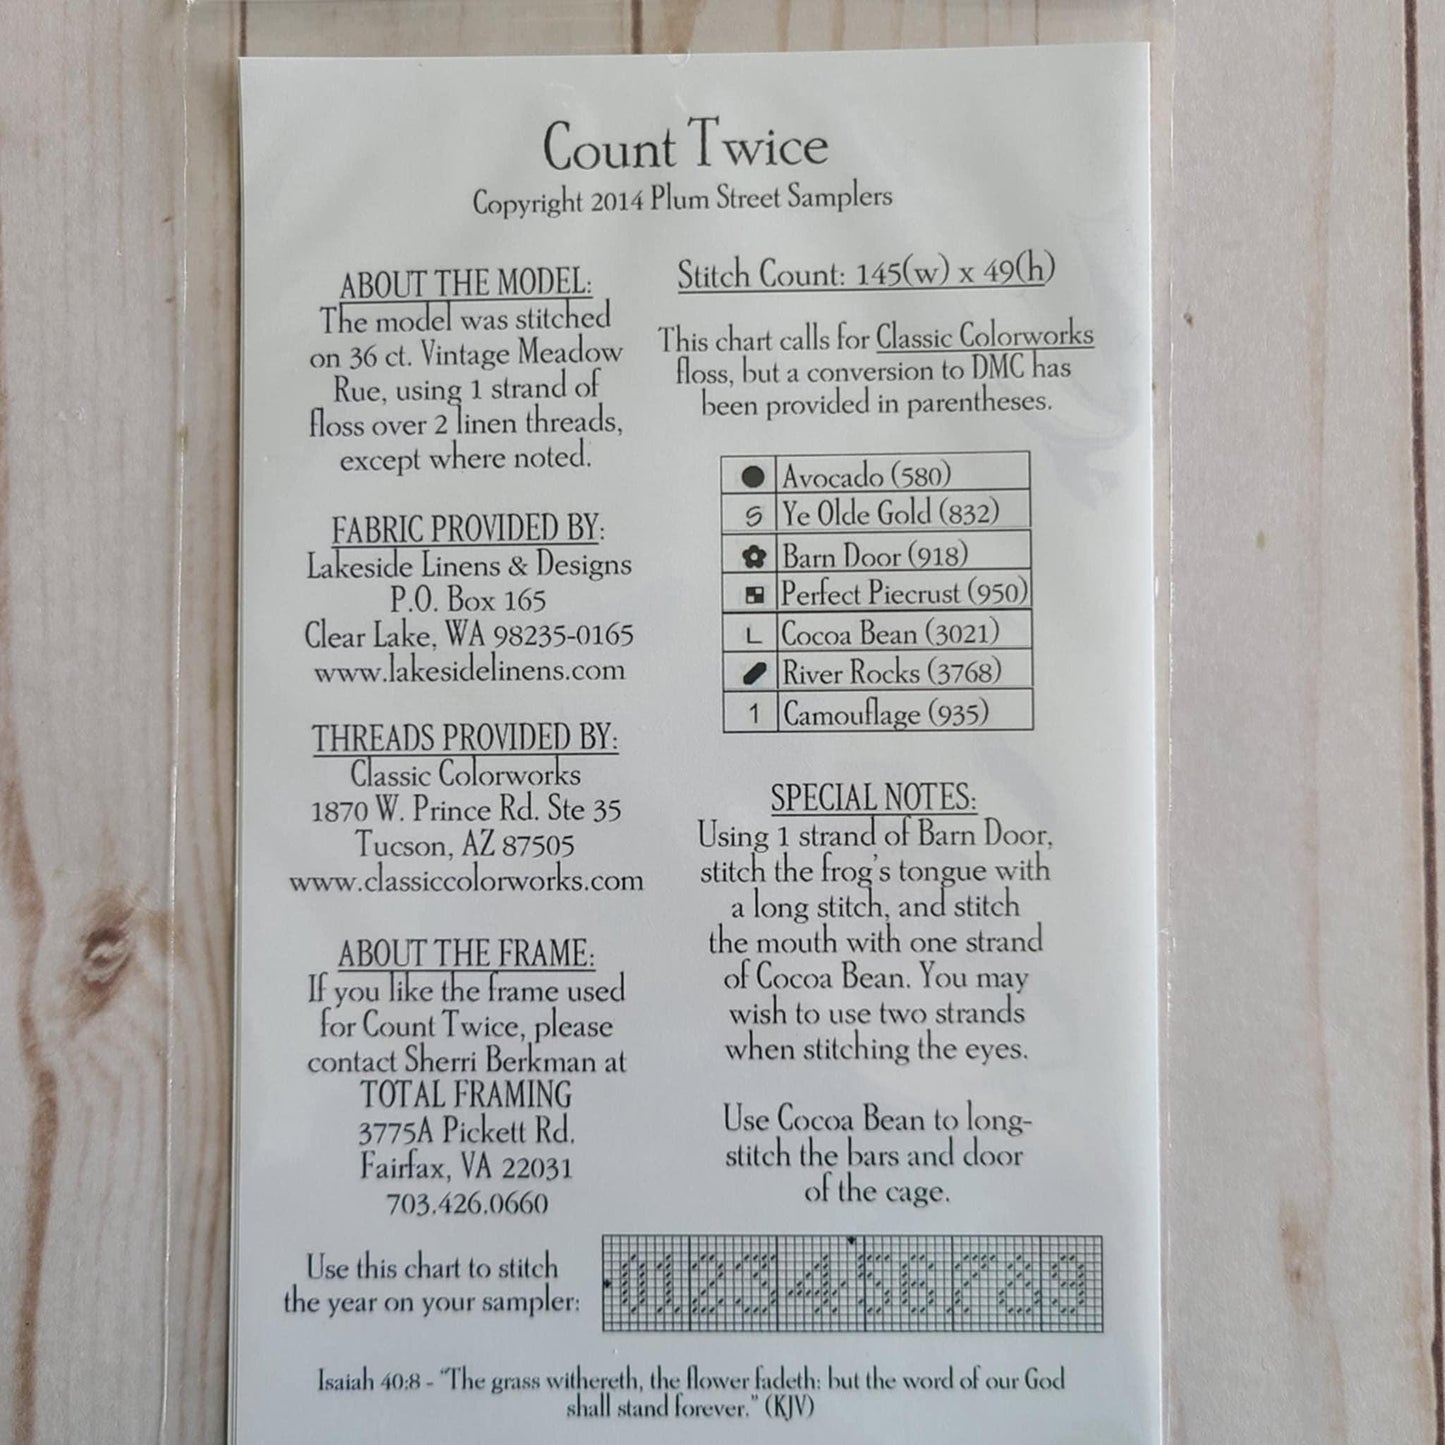 Count Twice
Copyright 2014 Plum Street Samplers
ABOUT THE MODEL:
The model was stitched
on 36 ct. Vintage Meadow
Rue, using 1 strand of
floss over 2 linen threads,
except where noted.
FABRIC PROVIDED BY:
Lakeside Linens & Designs
P.O. Box 165
Clear Lake, WA 98235-0165
www.lakesidelinens.com
THREADS PROVIDED BY:
Classic Colorworks
1870 W. Prince Rd. Ste 35
Tucson, AZ 87505
www.classiccolorworks.com
ABOUT THE FRAME:
If you like the frame used
for Count Twice, please
contact Sherri Berkman at
TOTAL FRAMING
3775A Pickett Rd.
Fairfax, VA 22031
703.426.0660
Stitch Count: 145(w) x 49(h)
This chart calls for Classic Colorworks
floss, but a conversion to DMC has
been provided in parentheses.
Avocado (580)
S Ye Olde Gold (832)
Barn Door (918)
Perfect Piecrust (950)
L Cocoa Bean (3021)
River Rocks (3768)
1 Camouflage (935)
SPECIAL NOTES:
Using 1 strand of Barn Door,
stitch the frog's tongue with
a long stitch, and stitch
the mouth with one strand
of Cocoa Bean. You may
wish to use two strands
when stitching the eyes.
Use Cocoa Bean to long-
stitch the bars and door
of the cage.
Use this chart to stitch
the year on your sampler:
0123456789
Isaiah 40:8 - "The grass withereth, the flower fadeth: but the word of our God
shall stand forever." (KJV)